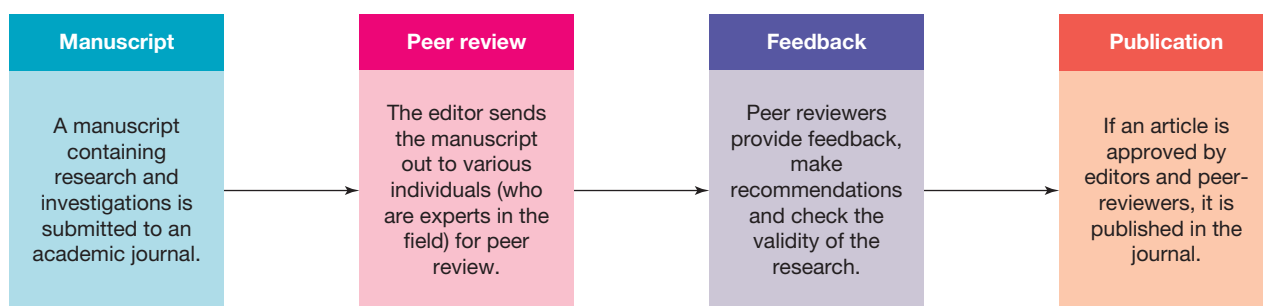 Manuscript
A manuscript
containing
research and
investigations is
submitted to an
academic journal.
Peer review
The editor sends
the manuscript
out to various
individuals (who
are experts in the
field) for peer
review.
Feedback
Peer reviewers
provide feedback,
make
recommendations
and check the
validity of the
research.
Publication
If an article is
approved by
editors and peer-
reviewers, it is
published in the
journal.